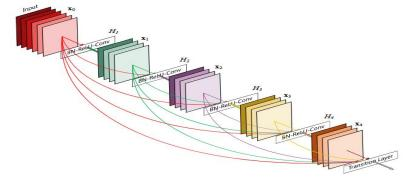 Input
x₀
H₁
x₁
BN-ReLU-Conv
H₂
x₂
BN-ReLU-Conv
H₃
x₃
BN-ReLU-Conv
H₄
x₄
BN-ReLU-Conv
Transition Layer